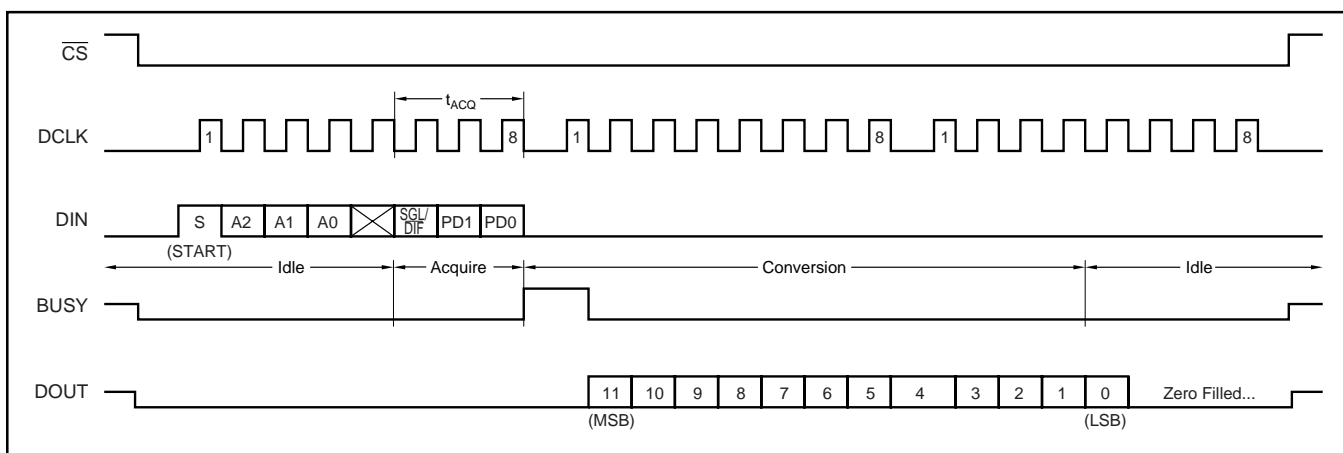 CS
tACQ
DCLK 1 8 1 8 1 8
DIN S A2 A1 A0 SGL/DIF PD1 PD0
(START)
Idle Acquire Conversion Idle
BUSY
DOUT 11 10 9 8 7 6 5 4 3 2 1 0 Zero Filled...
(MSB) (LSB)